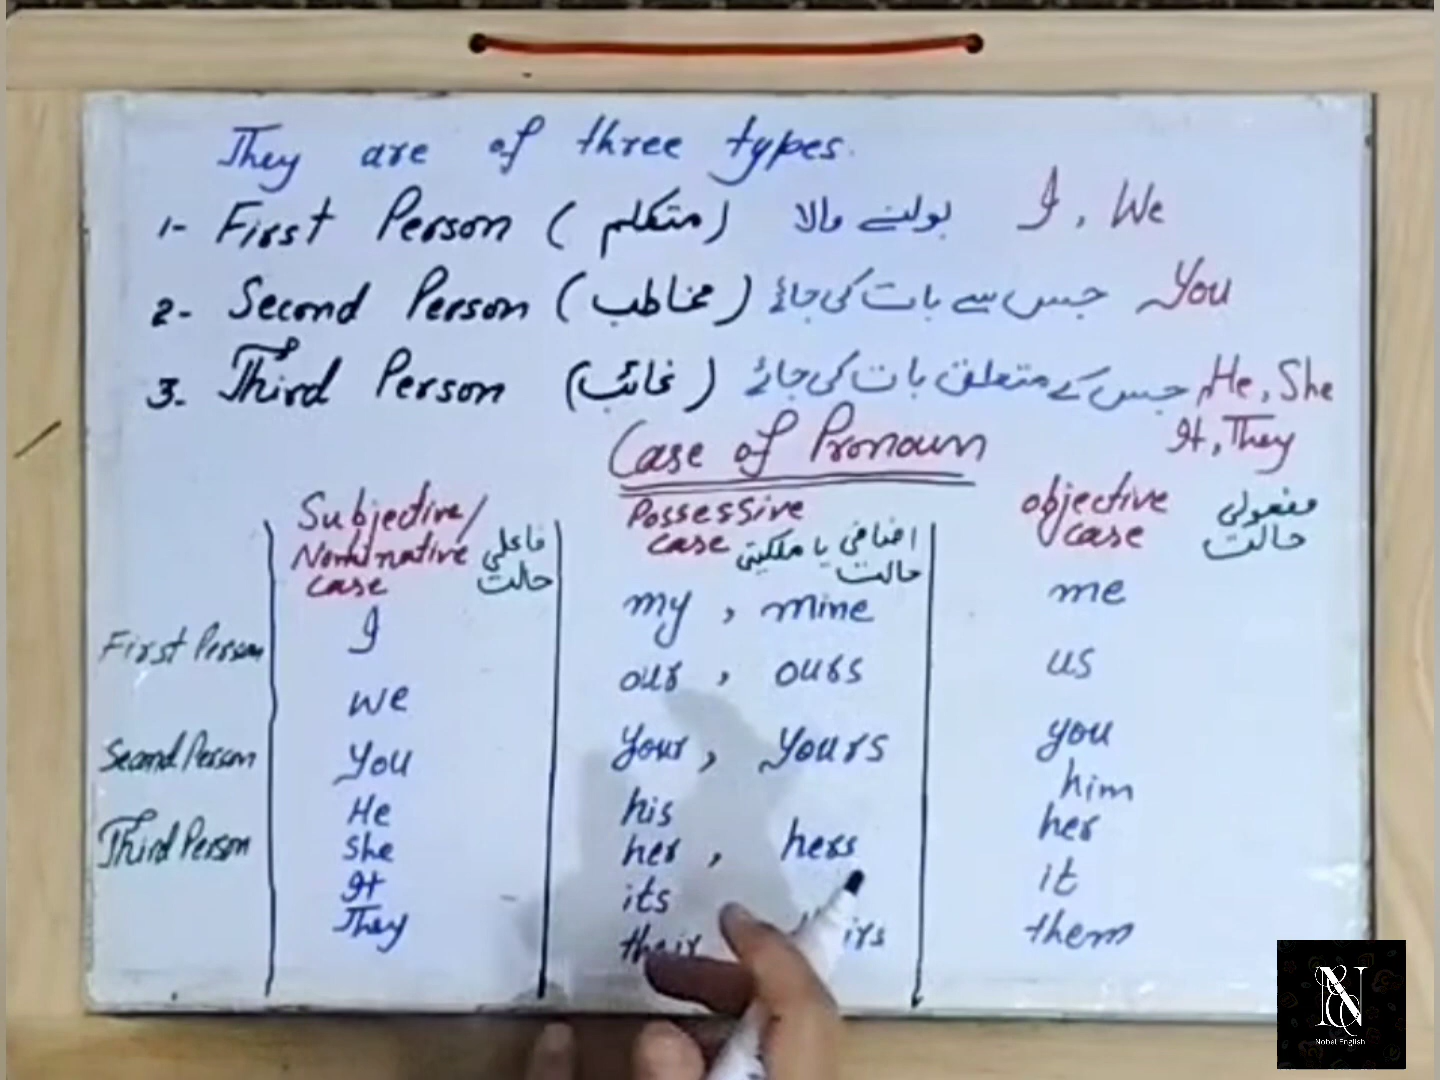 They are of three types.
1- First Person (متکلم) بولنے والا I, We
2- Second Person (مخاطب) جس سے بات کی جائے You
3- Third Person (غائب) جس کے متعلق بات کی جائے He, She
It, They
Case of Pronoun
Subjective/ Possessive objective مفعولی
Nominative فاعلی case اضافی یا ملکیتی case حالت
case حالت حالت
First Person I my, mine me
we our, ours us
Second Person You Your, Yours you
He his him
Third Person she her, hers her
It its it
They their irs them
N
Nobel English